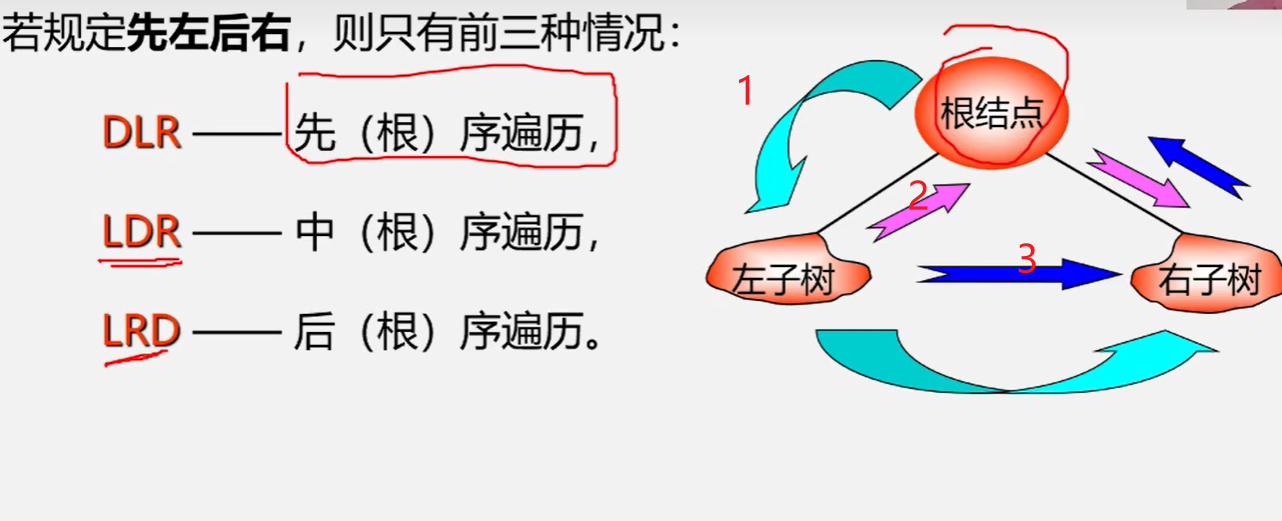 若规定先左后右，则只有前三种情况：
DLR —— 先（根）序遍历，
LDR —— 中（根）序遍历，
LRD —— 后（根）序遍历。
1
根结点
2
3
左子树
右子树